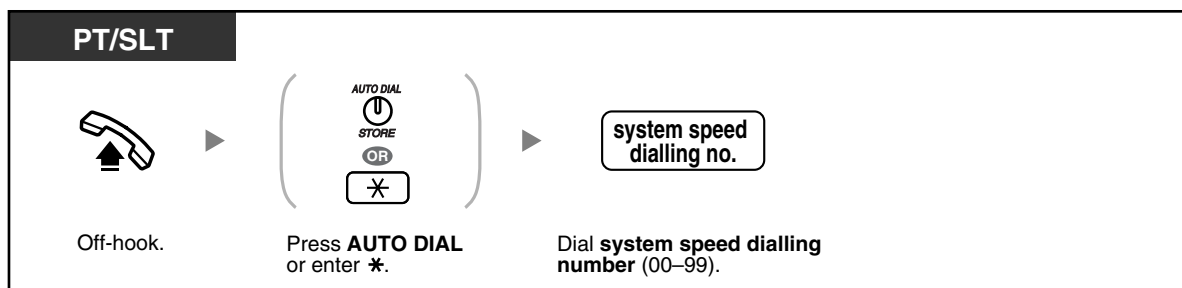 PT/SLT
AUTO DIAL
STORE
OR
system speed
dialling no.
Off-hook.
Press AUTO DIAL
or enter *.
Dial system speed dialling
number (00–99).